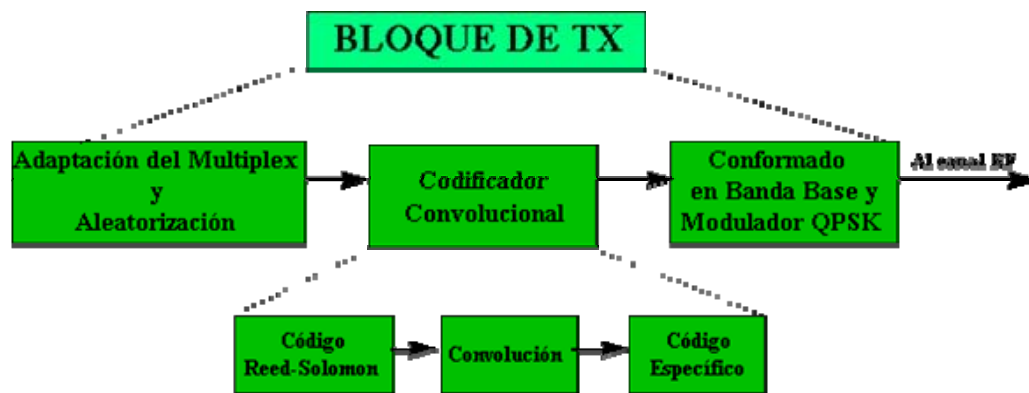 BLOQUE DE TX
Adaptación del Multiplex
y
Aleatorización
Codificador
Convolucional
Conformado
en Banda Base y
Modulador QPSK
Al canal RF
Código
Reed-Solomon
Convolución
Código
Específico